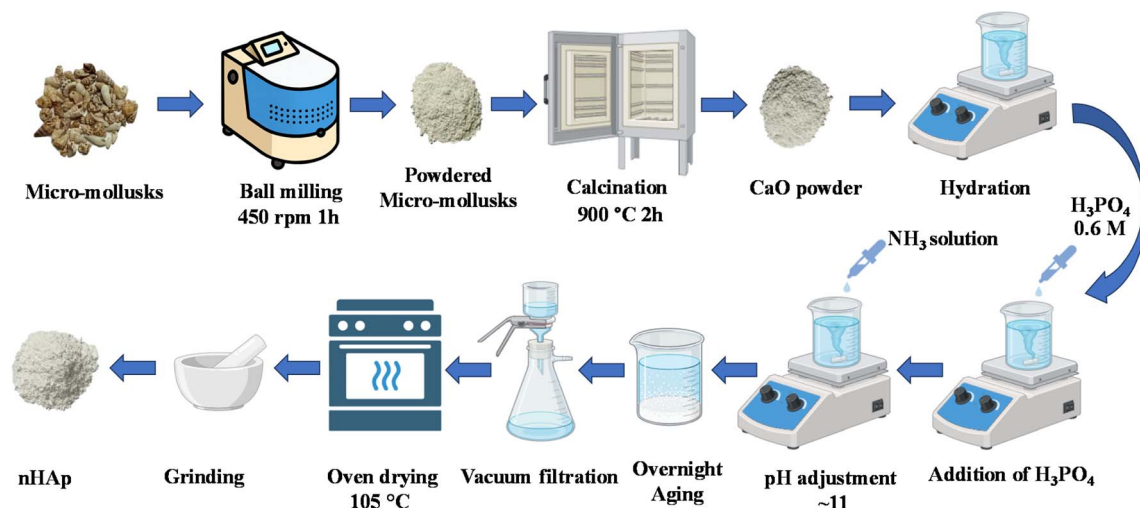 Micro-mollusks
Ball milling
450 rpm 1h
Powdered
Micro-mollusks
Calcination
900 °C 2h
CaO powder
Hydration
H₃PO₄
0.6 M
NH₃ solution
nHAp
Grinding
Oven drying
105 °C
Vacuum filtration
Overnight
Aging
pH adjustment
~11
Addition of H₃PO₄